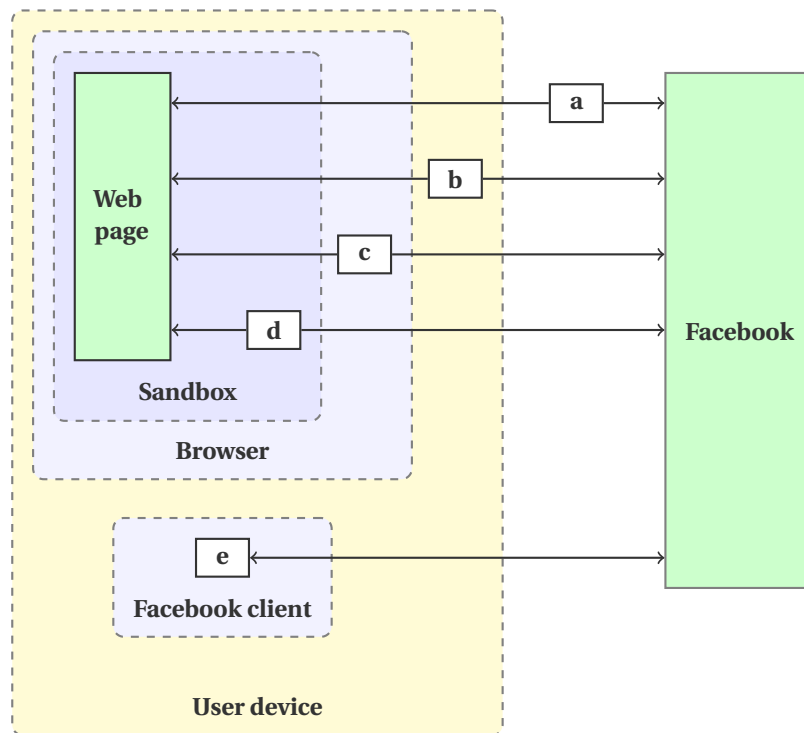 a
b
Web
page
c
d
Facebook
Sandbox
Browser
e
Facebook client
User device